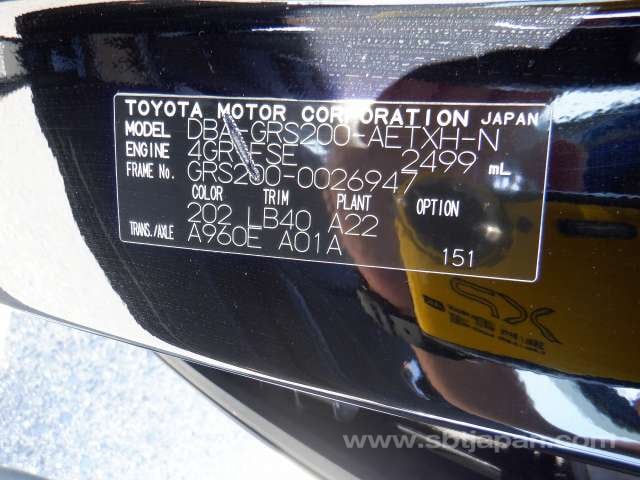 TOYOTA MOTOR CORPORATION JAPAN
MODEL DBA-GRS200-AETXH-N
ENGINE 4GR-FSE 2499 mL
FRAME No. GRS200-0026947
COLOR TRIM PLANT OPTION
202 LB40 A22
TRANS./AXLE A960E A01A 151
SX
www.sbtjapan.com